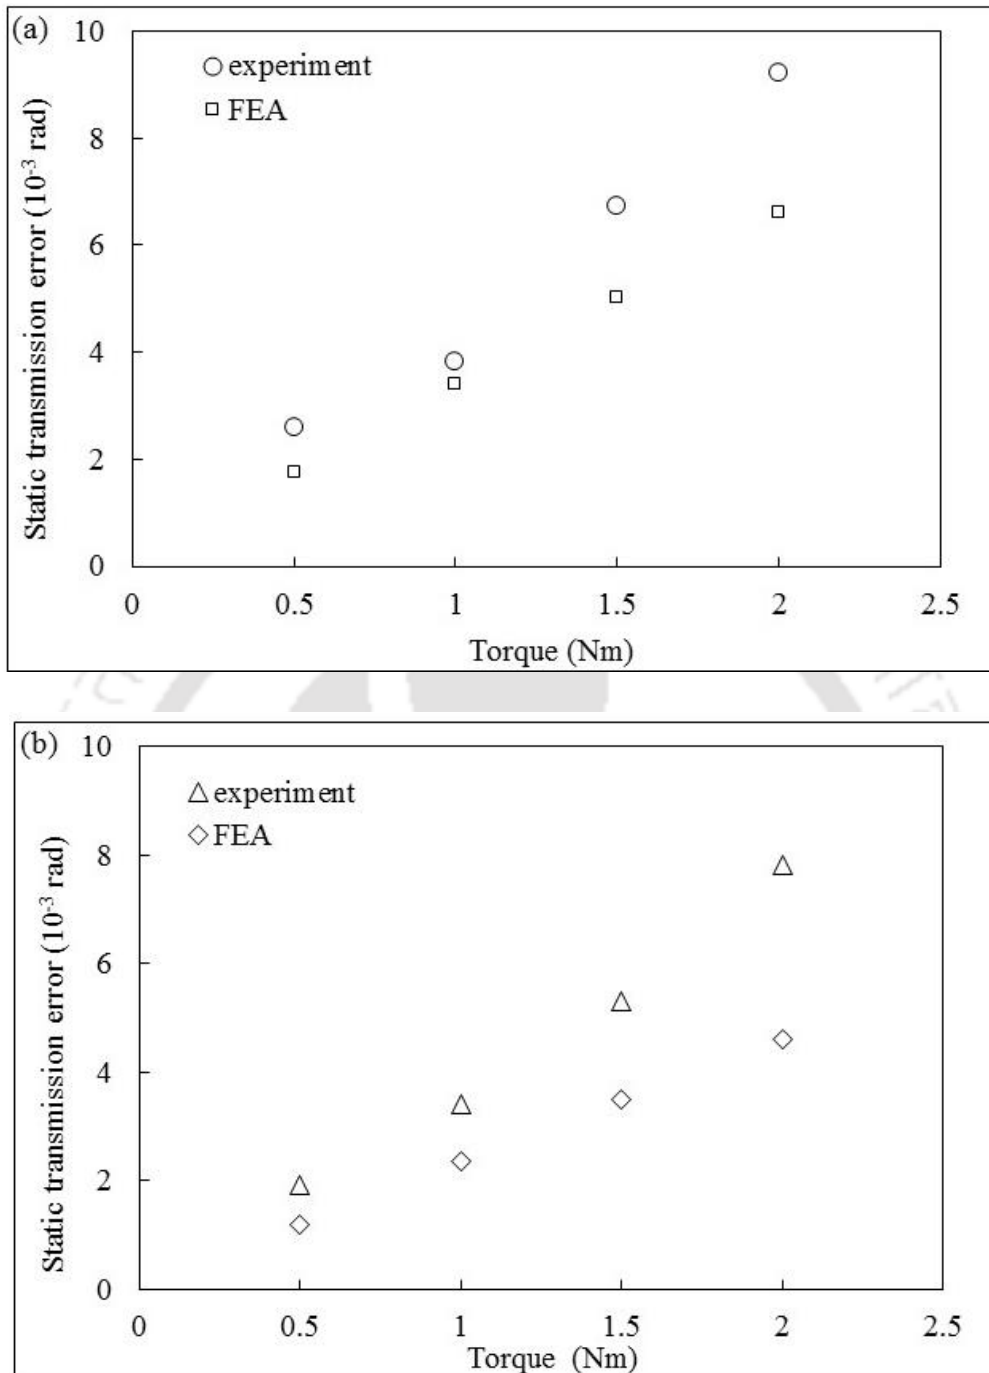 (a)
10
8
6
4
2
0
○ experiment
□ FEA
Static transmission error (10⁻³ rad)
0 0.5 1 1.5 2 2.5
Torque (Nm)
(b)
10
8
6
4
2
0
△ experiment
◇ FEA
Static transmission error (10⁻³ rad)
0 0.5 1 1.5 2 2.5
Torque (Nm)